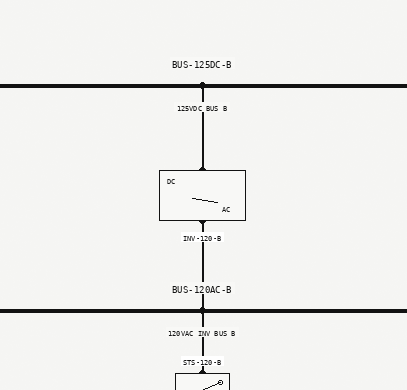 BUS-125DC-B
125VDC BUS B
DC
AC
INV-120-B
BUS-120AC-B
120VAC INV BUS B
STS-120-B